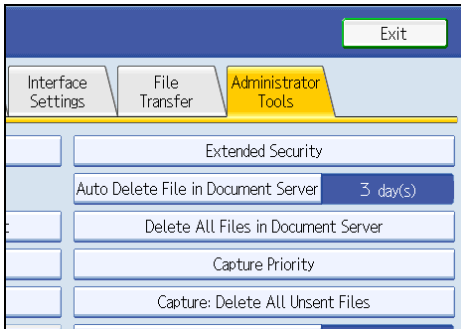 Exit
Interface Settings
File Transfer
Administrator Tools
Extended Security
Auto Delete File in Document Server 3 day(s)
Delete All Files in Document Server
Capture Priority
Capture: Delete All Unsent Files